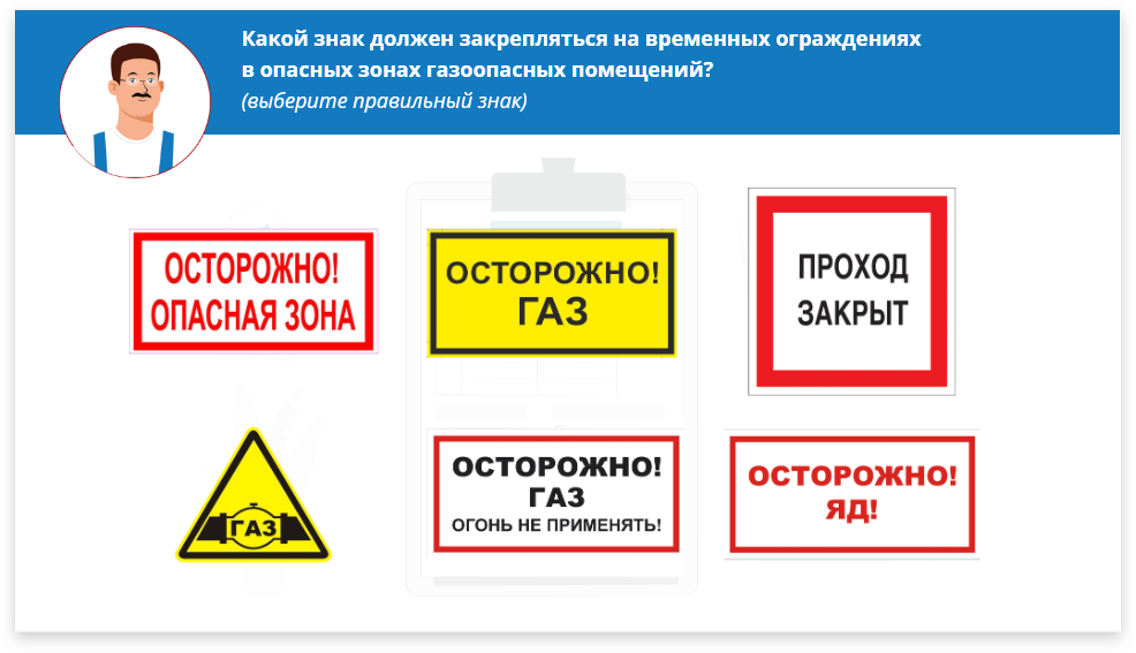 Какой знак должен закрепляться на временных ограждениях
в опасных зонах газоопасных помещений?
(выберите правильный знак)
ОСТОРОЖНО!
ОПАСНАЯ ЗОНА
ОСТОРОЖНО!
ГАЗ
ПРОХОД
ЗАКРЫТ
ГАЗ
ОСТОРОЖНО!
ГАЗ
ОГОНЬ НЕ ПРИМЕНЯТЬ!
ОСТОРОЖНО!
ЯД!